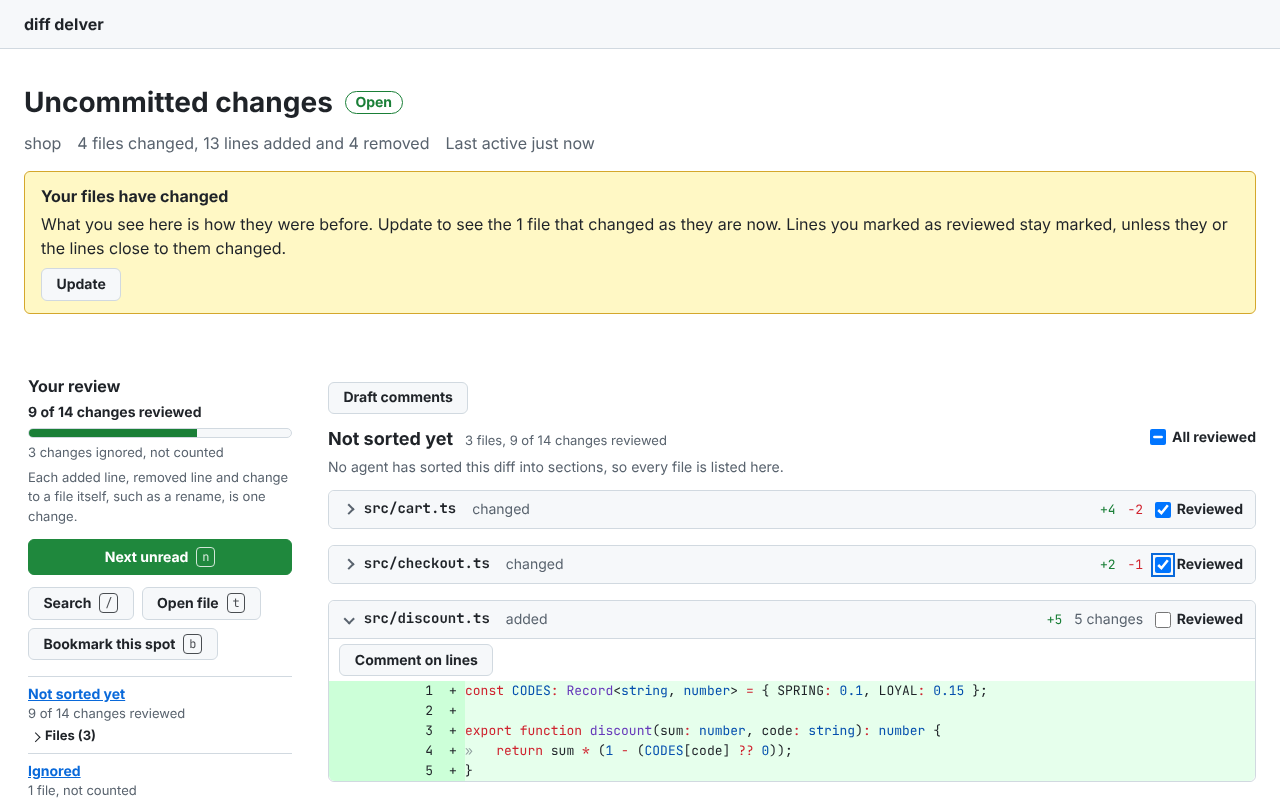 diff delver
Uncommitted changes Open
shop 4 files changed, 13 lines added and 4 removed Last active just now
Your files have changed
What you see here is how they were before. Update to see the 1 file that changed as they are now. Lines you marked as reviewed stay marked, unless they or
the lines close to them changed.
Update
Your review
9 of 14 changes reviewed
3 changes ignored, not counted
Each added line, removed line and change
to a file itself, such as a rename, is one
change.
Next unread n
Search / Open file t
Bookmark this spot b
Not sorted yet
9 of 14 changes reviewed
Files (3)
Ignored
1 file, not counted
Draft comments
Not sorted yet 3 files, 9 of 14 changes reviewed All reviewed
No agent has sorted this diff into sections, so every file is listed here.
src/cart.ts changed +4 -2 Reviewed
src/checkout.ts changed +2 -1 Reviewed
src/discount.ts added +5 5 changes Reviewed
Comment on lines
1 + const CODES: Record<string, number> = { SPRING: 0.1, LOYAL: 0.15 };
2 +
3 + export function discount(sum: number, code: string): number {
4 + » return sum * (1 - (CODES[code] ?? 0));
5 + }